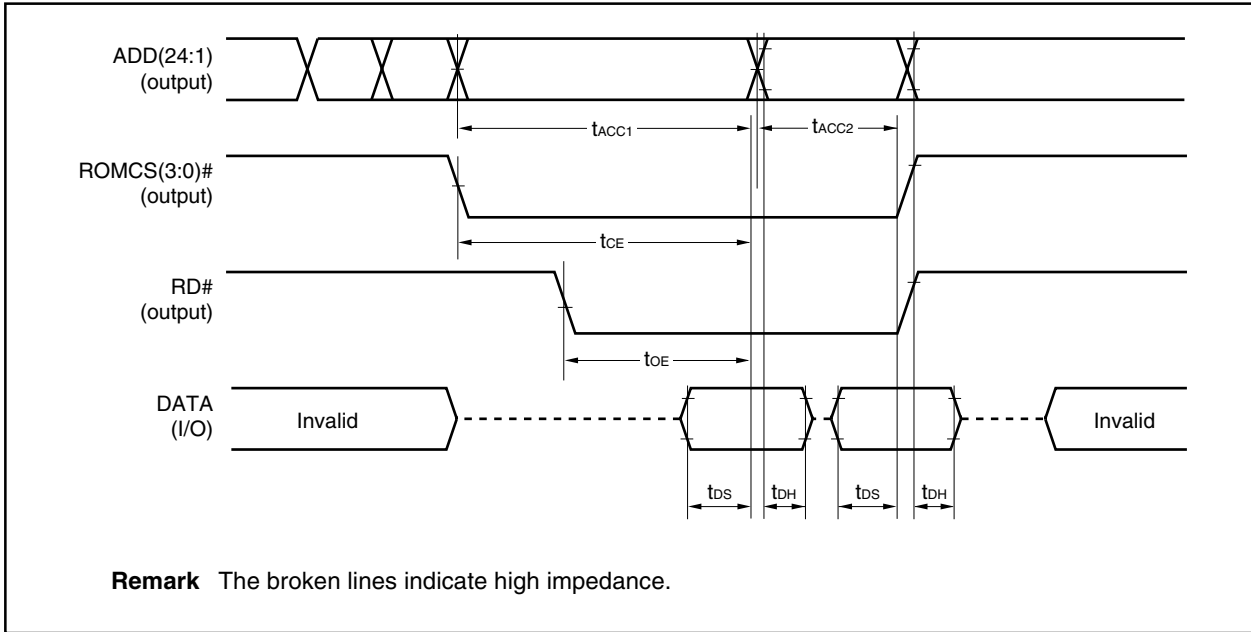 ADD(24:1)
(output)
tACC1
tACC2
ROMCS(3:0)#
(output)
tCE
RD#
(output)
tOE
DATA
(I/O)
Invalid
Invalid
tDS
tDH
tDS
tDH
Remark The broken lines indicate high impedance.